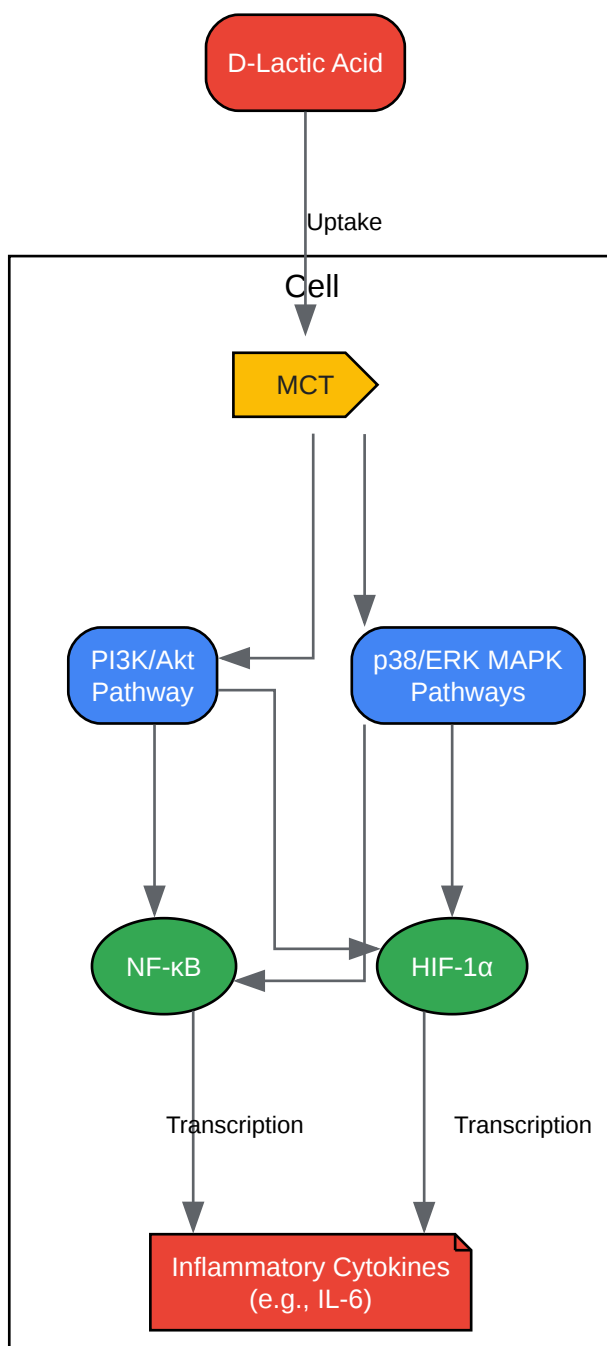 D-Lactic Acid
Uptake
Cell
MCT
PI3K/Akt
Pathway
p38/ERK MAPK
Pathways
NF-κB
HIF-1α
Transcription
Transcription
Inflammatory Cytokines
(e.g., IL-6)